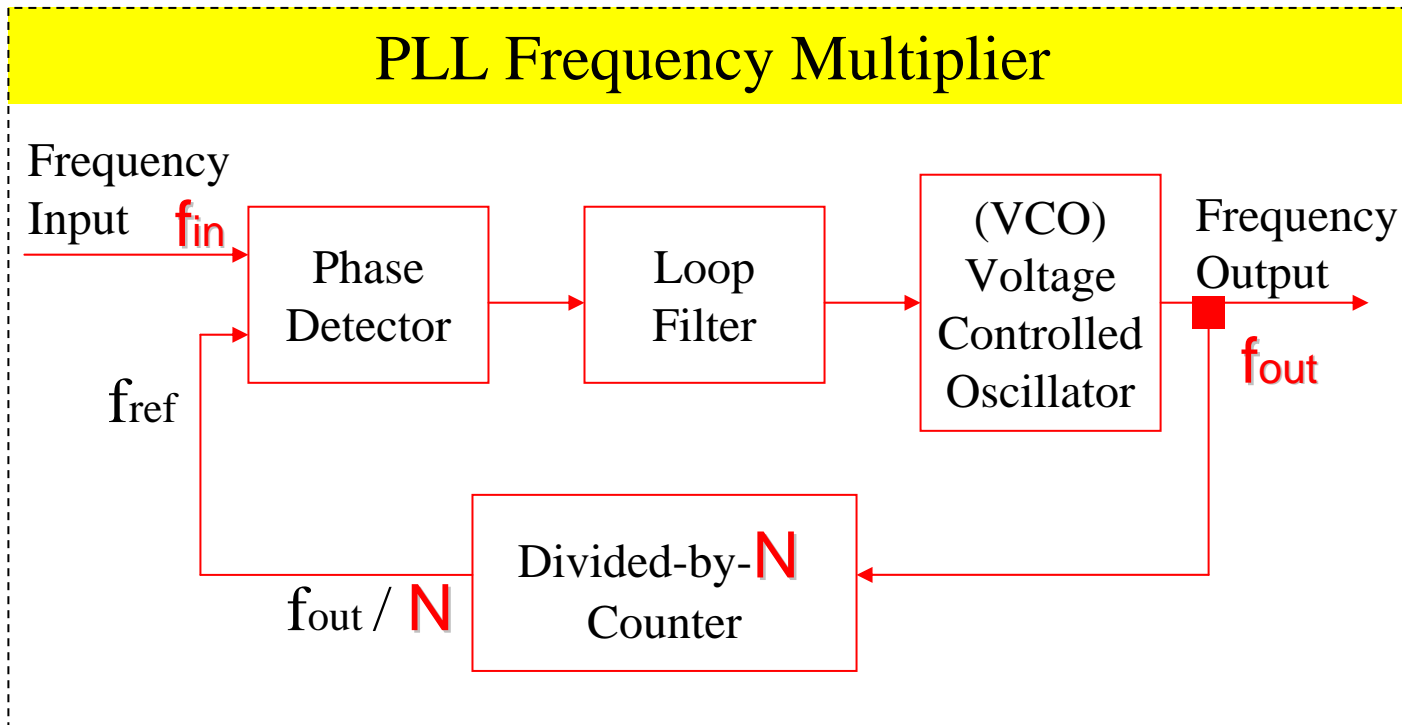 PLL Frequency Multiplier
Frequency
Input fin
Phase
Detector
Loop
Filter
(VCO)
Voltage
Controlled
Oscillator
Frequency
Output
fout
fref
Divided-by-N
Counter
fout / N